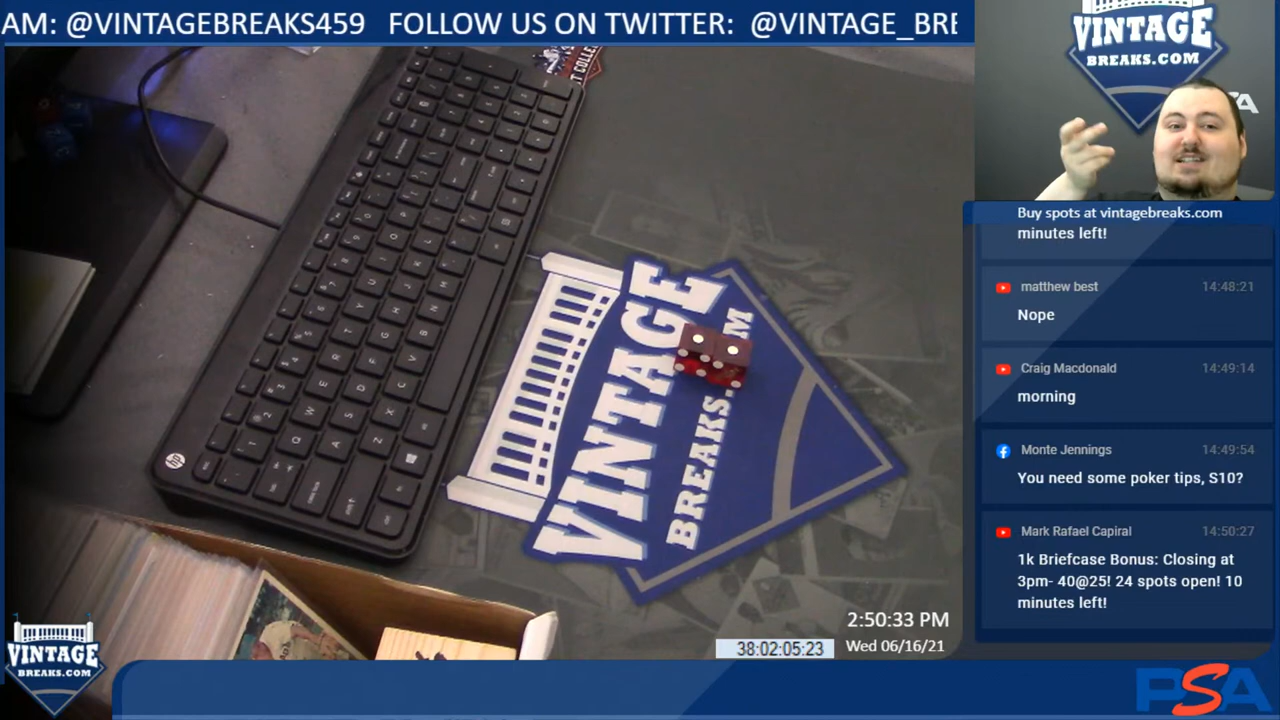 AM: @VINTAGEBREAKS459 FOLLOW US ON TWITTER: @VINTAGE_BRE
VINTAGE
BREAKS.COM
Buy spots at vintagebreaks.com
minutes left!
matthew best 14:48:21
Nope
Craig Macdonald 14:49:14
morning
Monte Jennings 14:49:54
You need some poker tips, S10?
Mark Rafael Capiral 14:50:27
1k Briefcase Bonus: Closing at
3pm- 40@25! 24 spots open! 10
minutes left!
T COLLE
hp
VINTAGE
BREAKS. M
2:50:33 PM
38:02:05:23 Wed 06/16/21
VINTAGE
BREAKS.COM
PSA